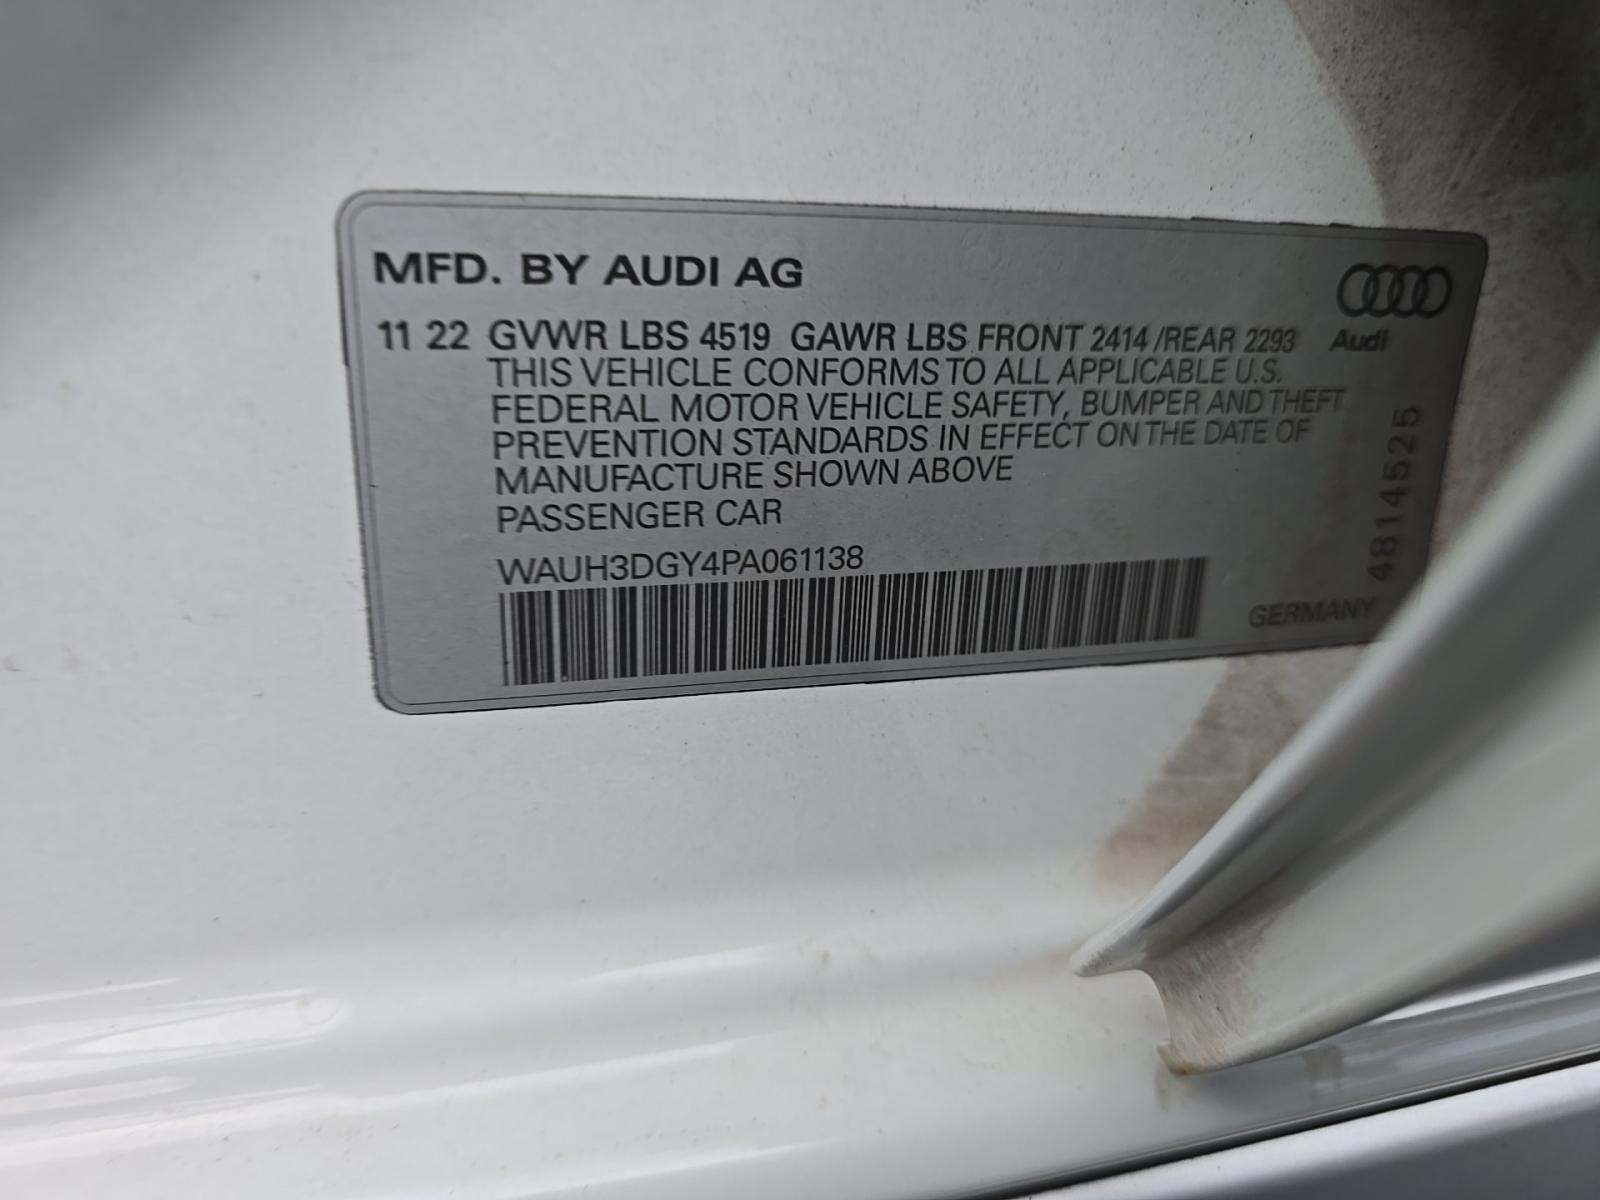 MFD. BY AUDI AG
11 22 GVWR LBS 4519 GAWR LBS FRONT 2414 /REAR 2293
Audi
THIS VEHICLE CONFORMS TO ALL APPLICABLE U.S.
FEDERAL MOTOR VEHICLE SAFETY, BUMPER AND THEFT
PREVENTION STANDARDS IN EFFECT ON THE DATE OF
MANUFACTURE SHOWN ABOVE
PASSENGER CAR
WAUH3DGY4PA061138
GERMANY
4814525